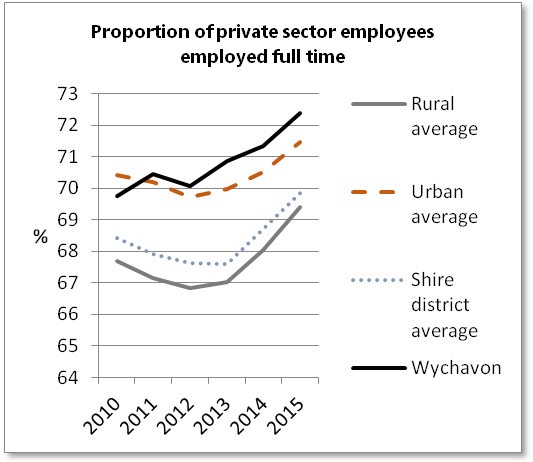 Proportion of private sector employees
employed full time
73
72
71
70
69
68
67
66
65
64
%
2010
2011
2012
2013
2014
2015
Rural
average
Urban
average
Shire
district
average
Wychavon